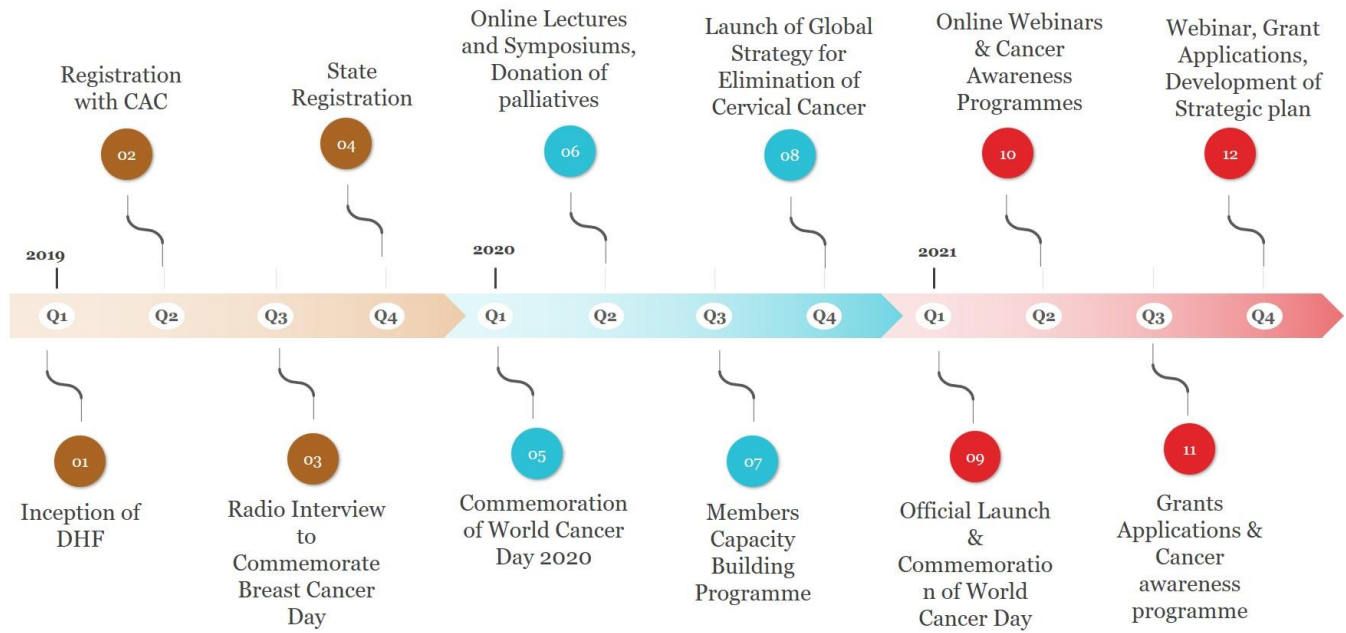 Registration
with CAC
02
State
Registration
04
Online Lectures
and Symposiums,
Donation of
palliatives
06
Launch of Global
Strategy for
Elimination of
Cervical Cancer
08
Online Webinars
& Cancer
Awareness
Programmes
10
Webinar, Grant
Applications,
Development of
Strategic plan
12
2019
2020
2021
Q1
Q2
Q3
Q4
Q1
Q2
Q3
Q4
Q1
Q2
Q3
Q4
01
Inception of
DHF
03
Radio Interview
to
Commemorate
Breast Cancer
Day
05
Commemoration
of World Cancer
Day 2020
07
Members
Capacity
Building
Programme
09
Official Launch
&
Commemoratio
n of World
Cancer Day
11
Grants
Applications &
Cancer
awareness
programme